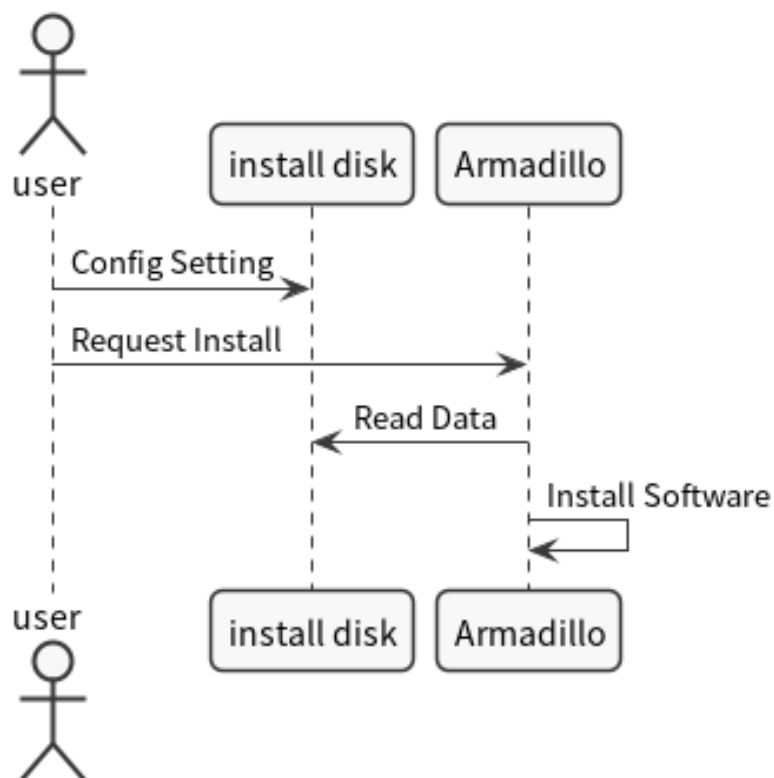 user
install disk
Armadillo
Config Setting
Request Install
Read Data
Install Software
user
install disk
Armadillo